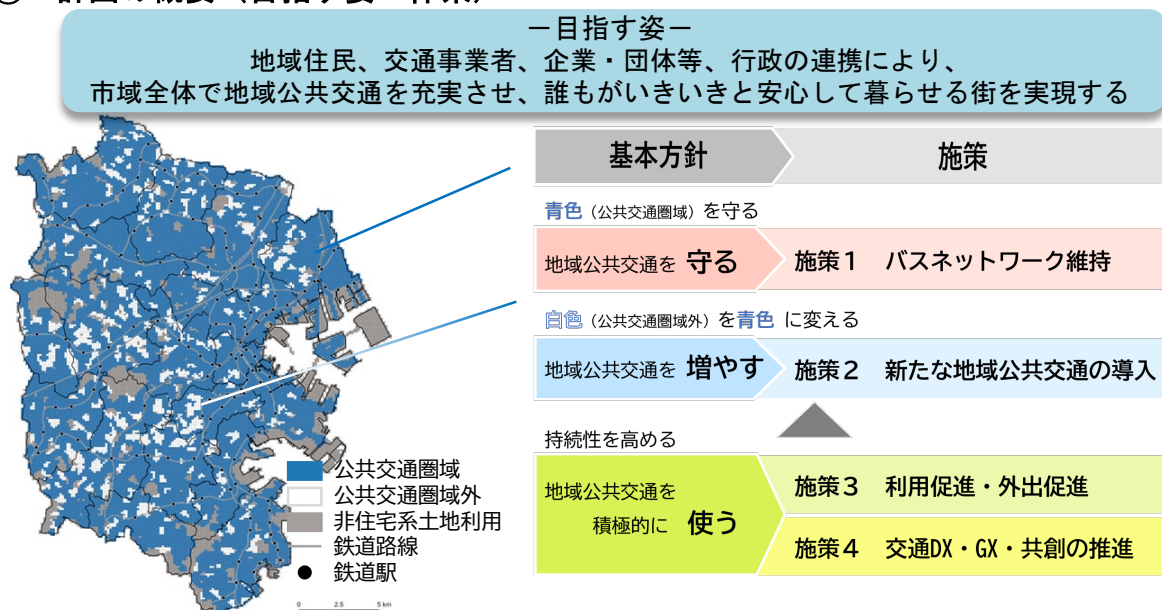 計画の概要（目指す姿・作業）
－目指す姿－
地域住民、交通事業者、企業・団体等、行政の連携により、
市域全体で地域公共交通を充実させ、誰もがいきいきと安心して暮らせる街を実現する
基本方針
施策
青色（公共交通圏域）を守る
地域公共交通を 守る
施策１ バスネットワーク維持
白色（公共交通圏域外）を青色 に変える
地域公共交通を 増やす
施策２ 新たな地域公共交通の導入
持続性を高める
地域公共交通を
積極的に 使う
施策３ 利用促進・外出促進
施策４ 交通DX・GX・共創の推進
公共交通圏域
公共交通圏域外
非住宅系土地利用
鉄道路線
鉄道駅
0 2.5 5 km